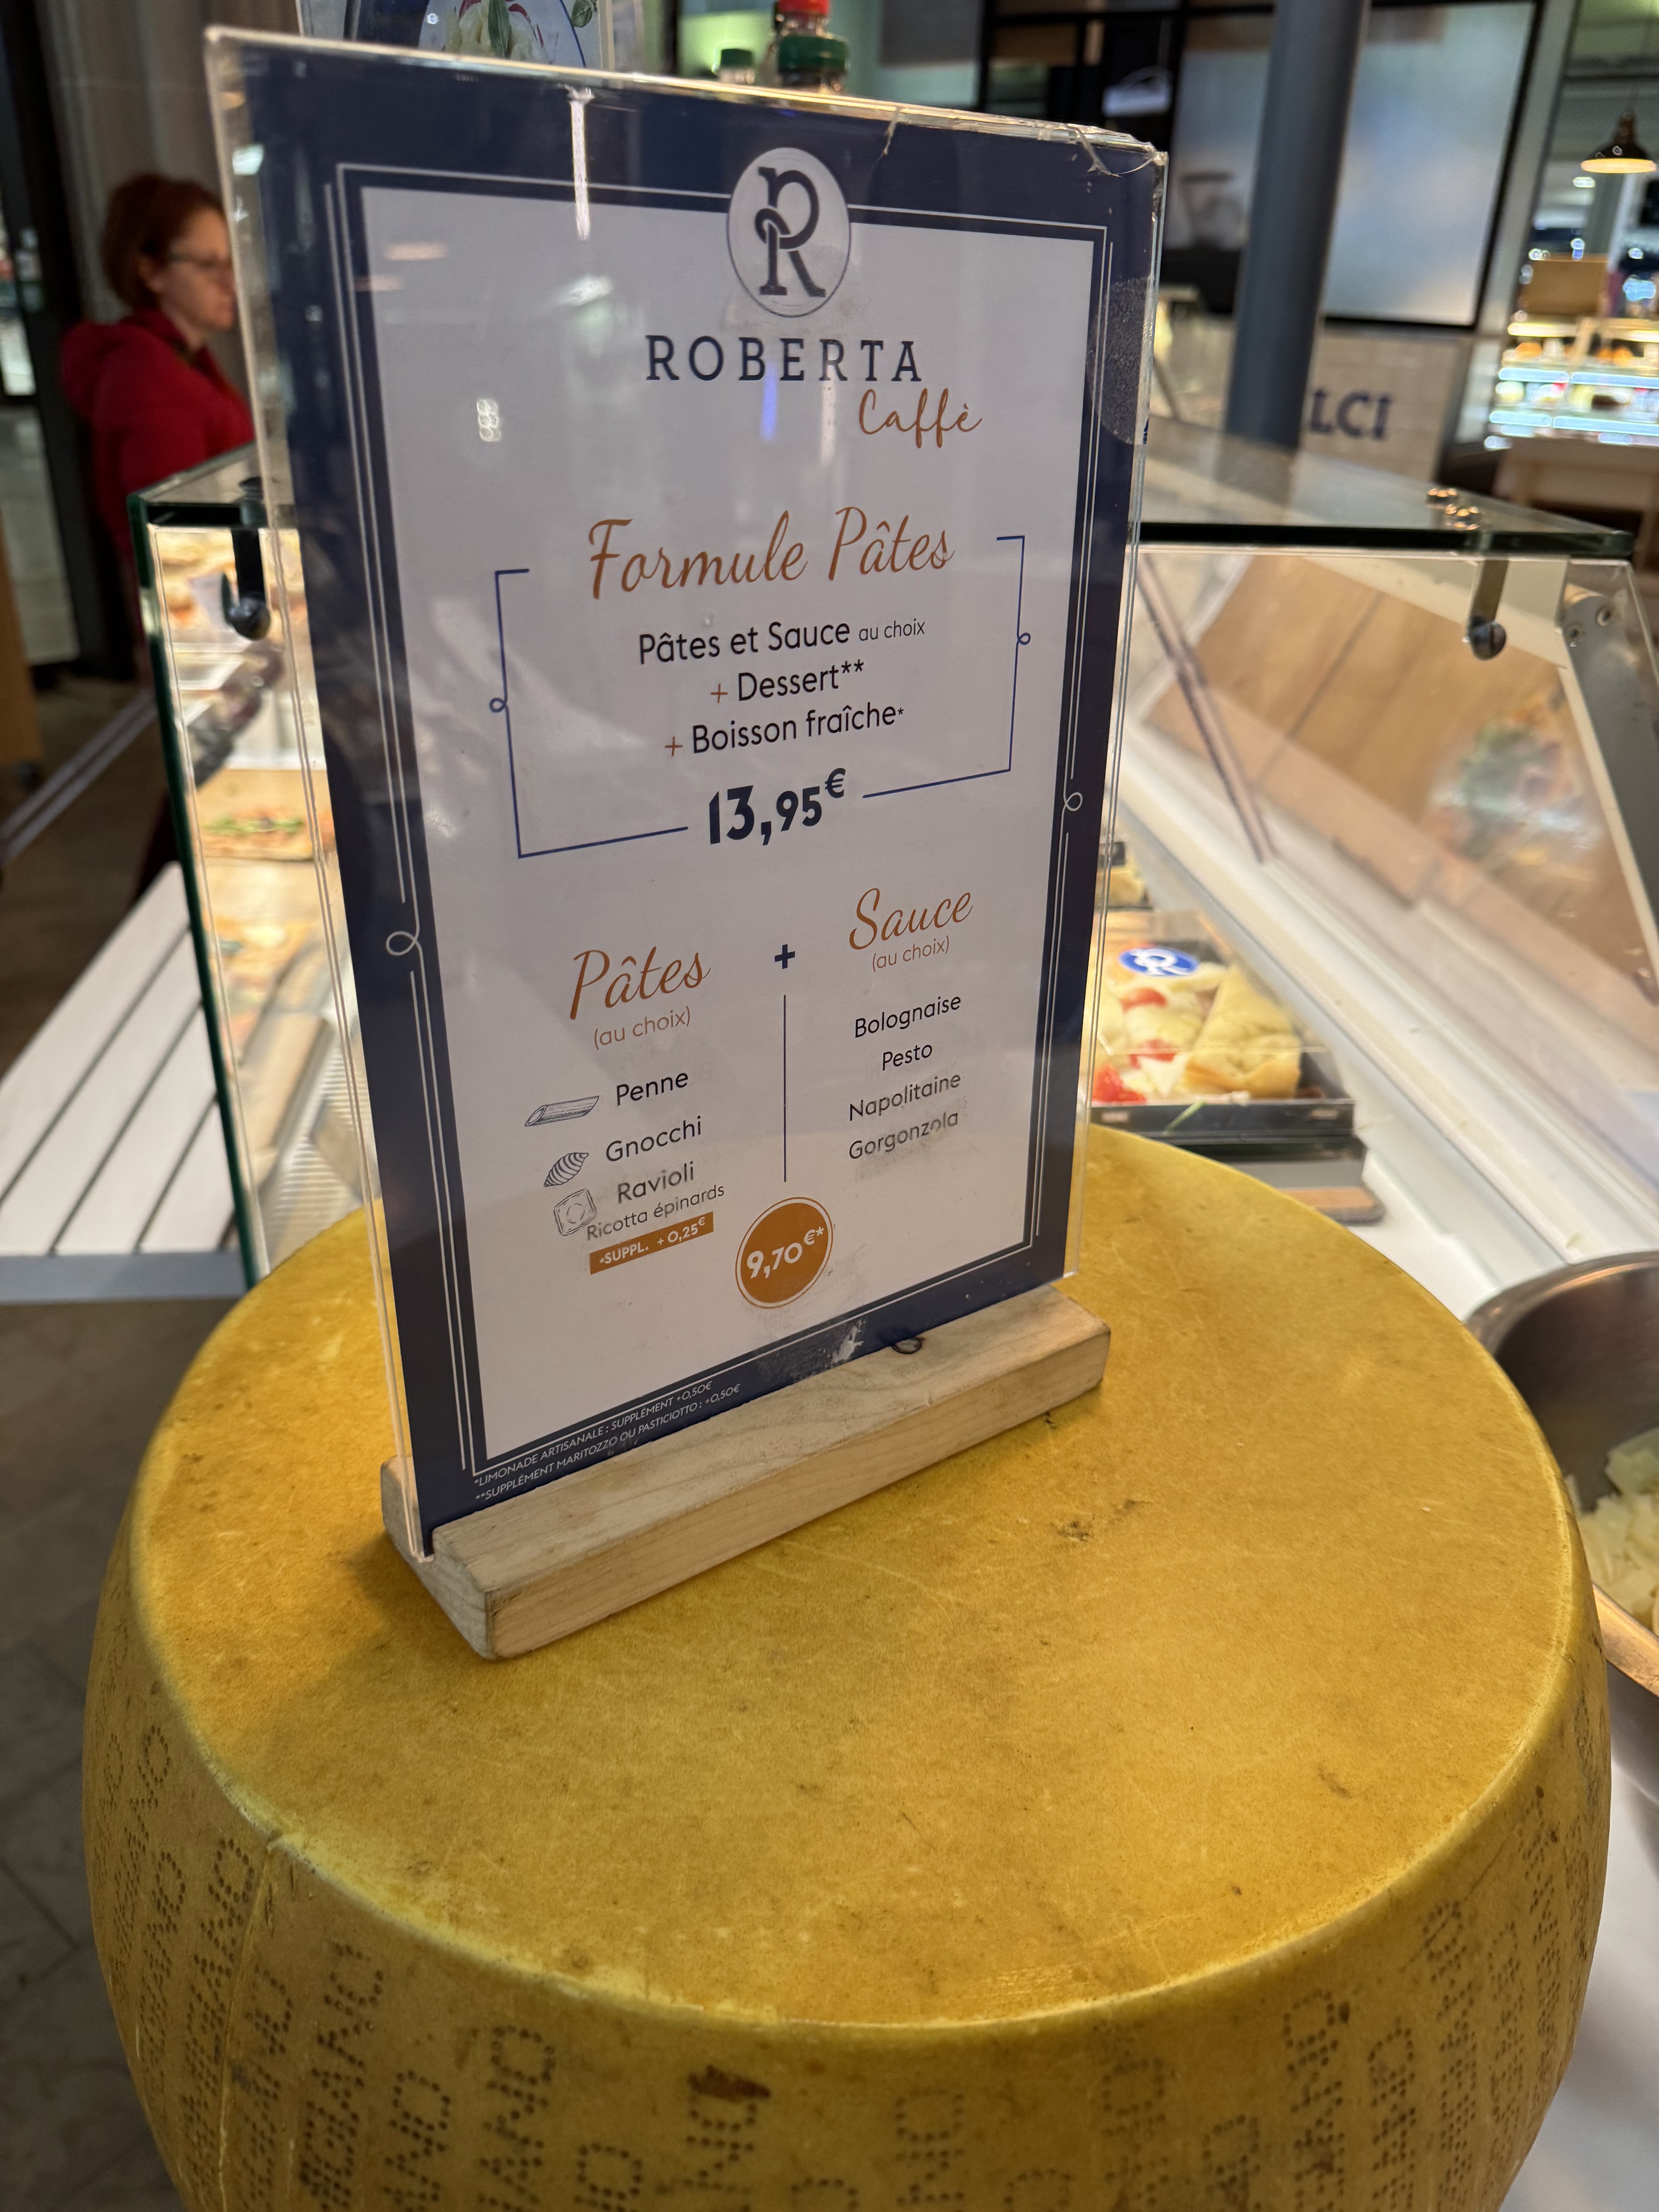 R
ROBERTA
Caffè
Formule Pâtes
Pâtes et Sauce au choix
+ Dessert**
+ Boisson fraîche*
13,95€
Pâtes
(au choix)
Penne
Gnocchi
Ravioli
Ricotta épinards
*SUPPL. +0,25€
+
Sauce
(au choix)
Bolognaise
Pesto
Napolitaine
Gorgonzola
9,70€*
*LIMONADE ARTISANALE : SUPPLÉMENT +0,50€
**SUPPLÉMENT MARITOZZO OU PASTICIOTTO : +0,50€
LCI
R